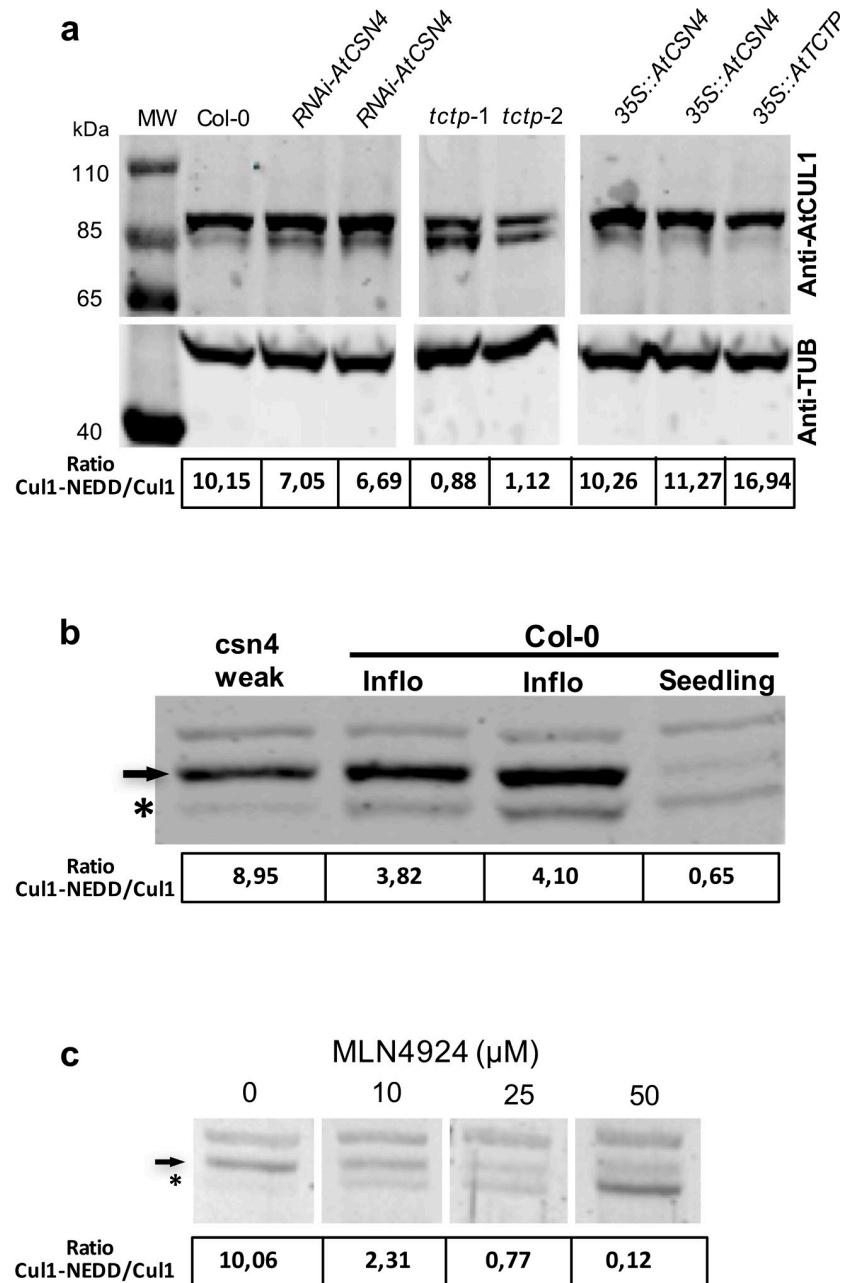 a
MW Col-0 RNAi-AtCSN4 RNAi-AtCSN4 tctp-1 tctp-2 35S::AtCSN4 35S::AtCSN4 35S::AtTCTP
kDa
110
85
65
Anti-AtCUL1
40
Anti-TUB
Ratio
Cul1-NEDD/Cul1 10,15 7,05 6,69 0,88 1,12 10,26 11,27 16,94
b
csn4
weak
Col-0
Inflo Inflo Seedling
*
Ratio
Cul1-NEDD/Cul1 8,95 3,82 4,10 0,65
c
MLN4924 (µM)
0 10 25 50
*
Ratio
Cul1-NEDD/Cul1 10,06 2,31 0,77 0,12